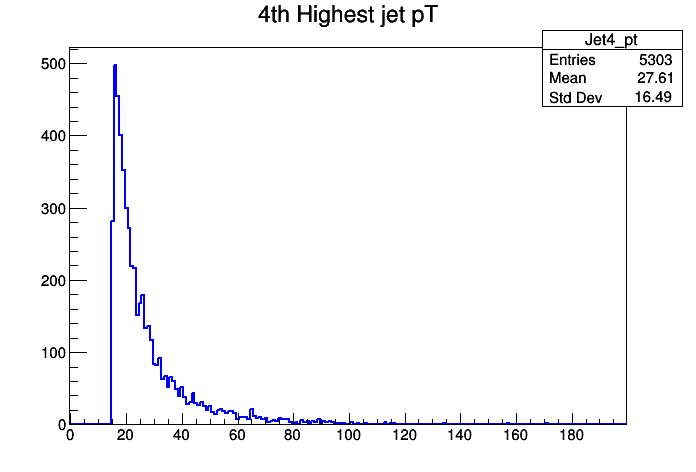 4th Highest jet pT
Jet4_pt
Entries 5303
Mean 27.61
Std Dev 16.49
500
400
300
200
100
0
0 20 40 60 80 100 120 140 160 180